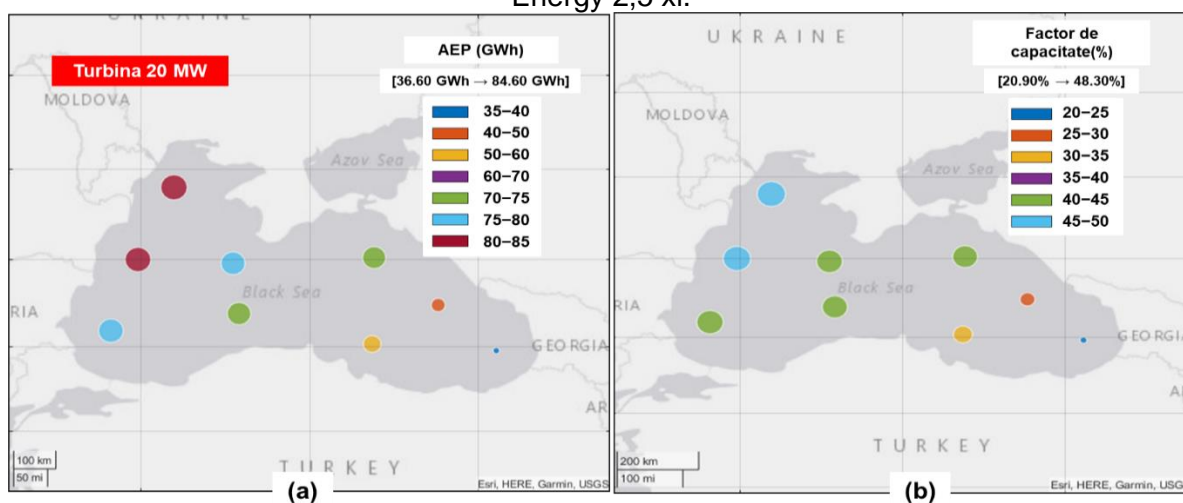 Energy 2,5 xl.
UKRAINE
Turbina 20 MW
AEP (GWh)
[36.60 GWh → 84.60 GWh]
35–40
40–50
50–60
60–70
70–75
75–80
80–85
MOLDOVA
Azov Sea
Black Sea
RIA
GEORGIA
AR
TURKEY
100 km
50 mi
(a)
Esri, HERE, Garmin, USGS
UKRAINE
Factor de
capacitate(%)
[20.90% → 48.30%]
20–25
25–30
30–35
35–40
40–45
45–50
MOLDOVA
Azov Sea
Black Sea
RIA
GEORGIA
AR
TURKEY
200 km
100 mi
(b)
Esri, HERE, Garmin, USGS